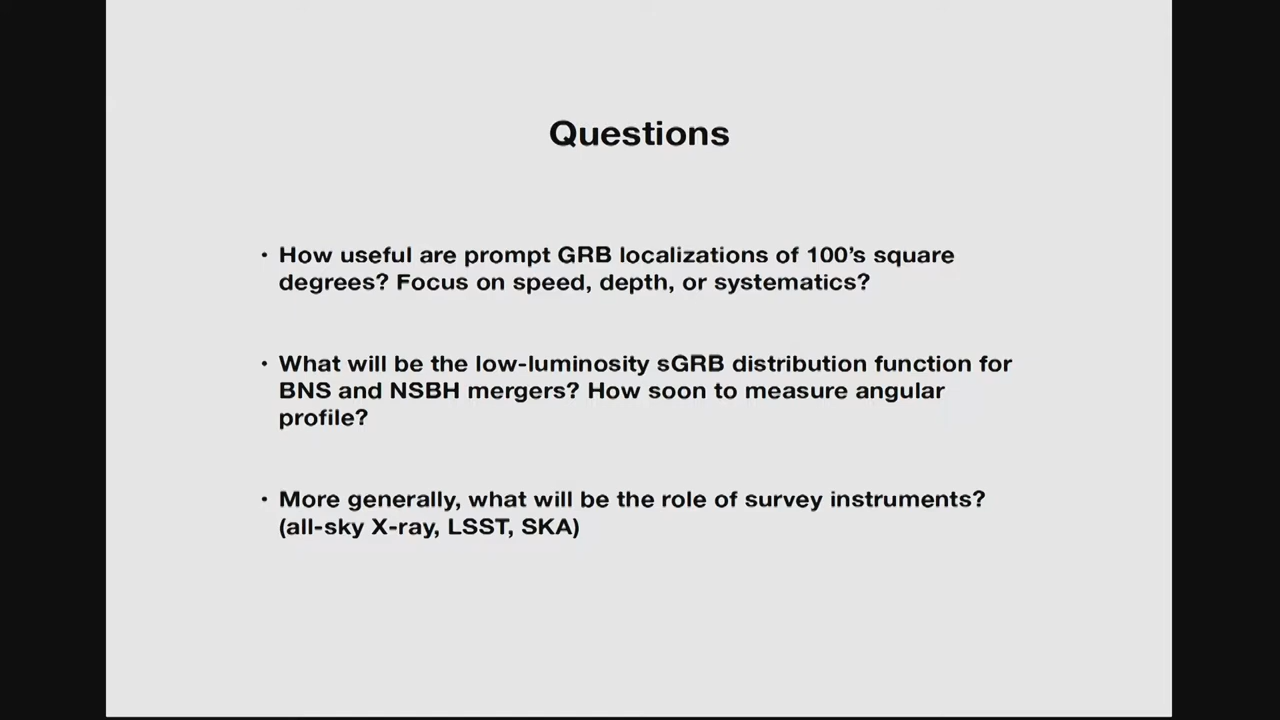 Questions
• How useful are prompt GRB localizations of 100’s square
degrees? Focus on speed, depth, or systematics?
• What will be the low-luminosity sGRB distribution function for
BNS and NSBH mergers? How soon to measure angular
profile?
• More generally, what will be the role of survey instruments?
(all-sky X-ray, LSST, SKA)